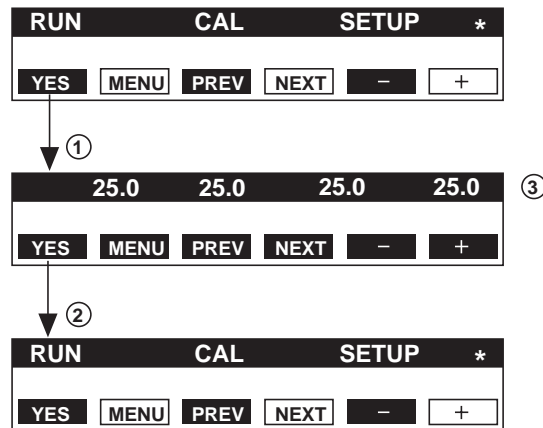 RUN CAL SETUP *
YES MENU PREV NEXT − +
①
25.0 25.0 25.0 25.0 ③
YES MENU PREV NEXT − +
②
RUN CAL SETUP *
YES MENU PREV NEXT − +